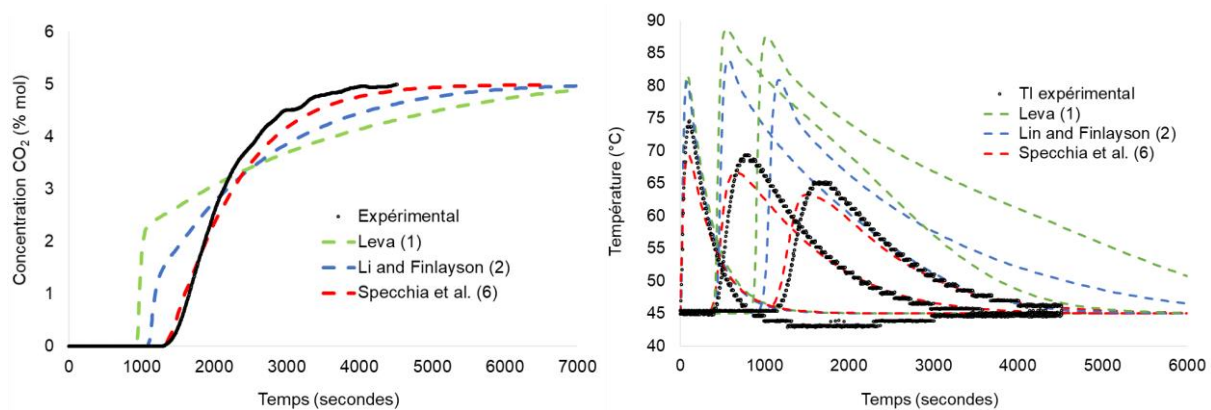 Concentration CO₂ (% mol)
6
5
4
3
2
1
0
0 1000 2000 3000 4000 5000 6000 7000
Temps (secondes)
Expérimental
Leva (1)
Li and Finlayson (2)
Specchia et al. (6)
Température (°C)
90
85
80
75
70
65
60
55
50
45
40
0 1000 2000 3000 4000 5000 6000
Temps (secondes)
TI expérimental
Leva (1)
Lin and Finlayson (2)
Specchia et al. (6)